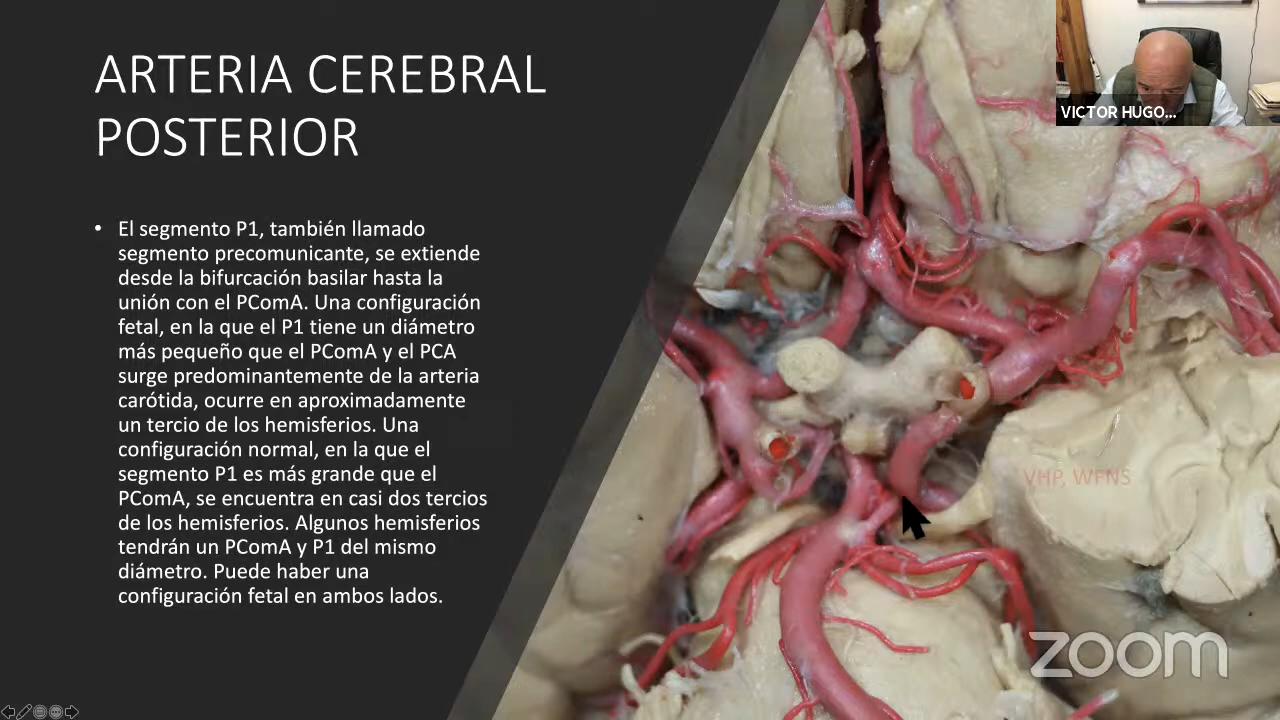 ARTERIA CEREBRAL
POSTERIOR
• El segmento P1, también llamado
segmento precomunicante, se extiende
desde la bifurcación basilar hasta la
unión con el PComA. Una configuración
fetal, en la que el P1 tiene un diámetro
más pequeño que el PComA y el PCA
surge predominantemente de la arteria
carótida, ocurre en aproximadamente
un tercio de los hemisferios. Una
configuración normal, en la que el
segmento P1 es más grande que el
PComA, se encuentra en casi dos tercios
de los hemisferios. Algunos hemisferios
tendrán un PComA y P1 del mismo
diámetro. Puede haber una
configuración fetal en ambos lados.
VICTOR HUGO...
VHP, WFNS
zoom